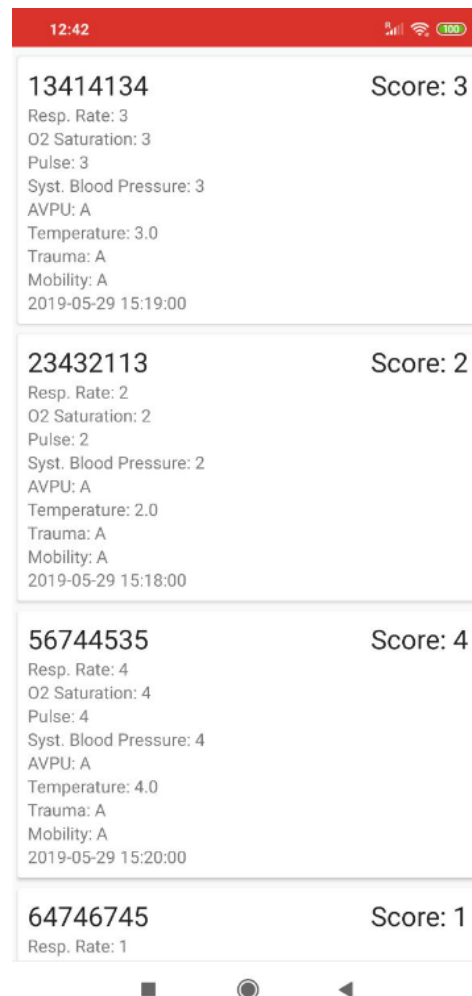 12:42
R
100
13414134 Score: 3
Resp. Rate: 3
O2 Saturation: 3
Pulse: 3
Syst. Blood Pressure: 3
AVPU: A
Temperature: 3.0
Trauma: A
Mobility: A
2019-05-29 15:19:00
23432113 Score: 2
Resp. Rate: 2
O2 Saturation: 2
Pulse: 2
Syst. Blood Pressure: 2
AVPU: A
Temperature: 2.0
Trauma: A
Mobility: A
2019-05-29 15:18:00
56744535 Score: 4
Resp. Rate: 4
O2 Saturation: 4
Pulse: 4
Syst. Blood Pressure: 4
AVPU: A
Temperature: 4.0
Trauma: A
Mobility: A
2019-05-29 15:20:00
64746745 Score: 1
Resp. Rate: 1